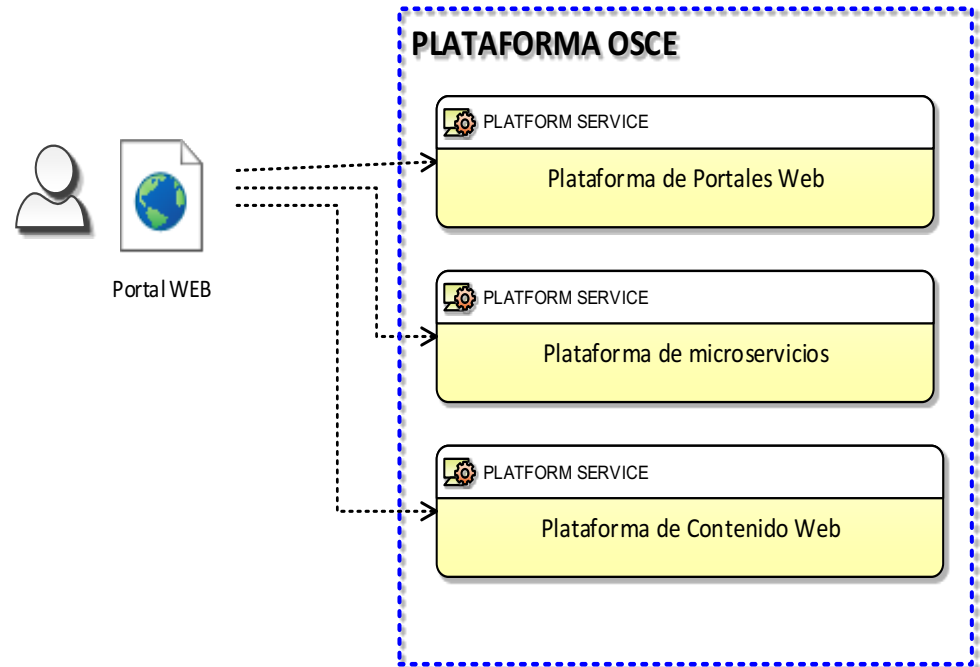 PLATAFORMA OSCE
PLATFORM SERVICE
Plataforma de Portales Web
Portal WEB
PLATFORM SERVICE
Plataforma de microservicios
PLATFORM SERVICE
Plataforma de Contenido Web